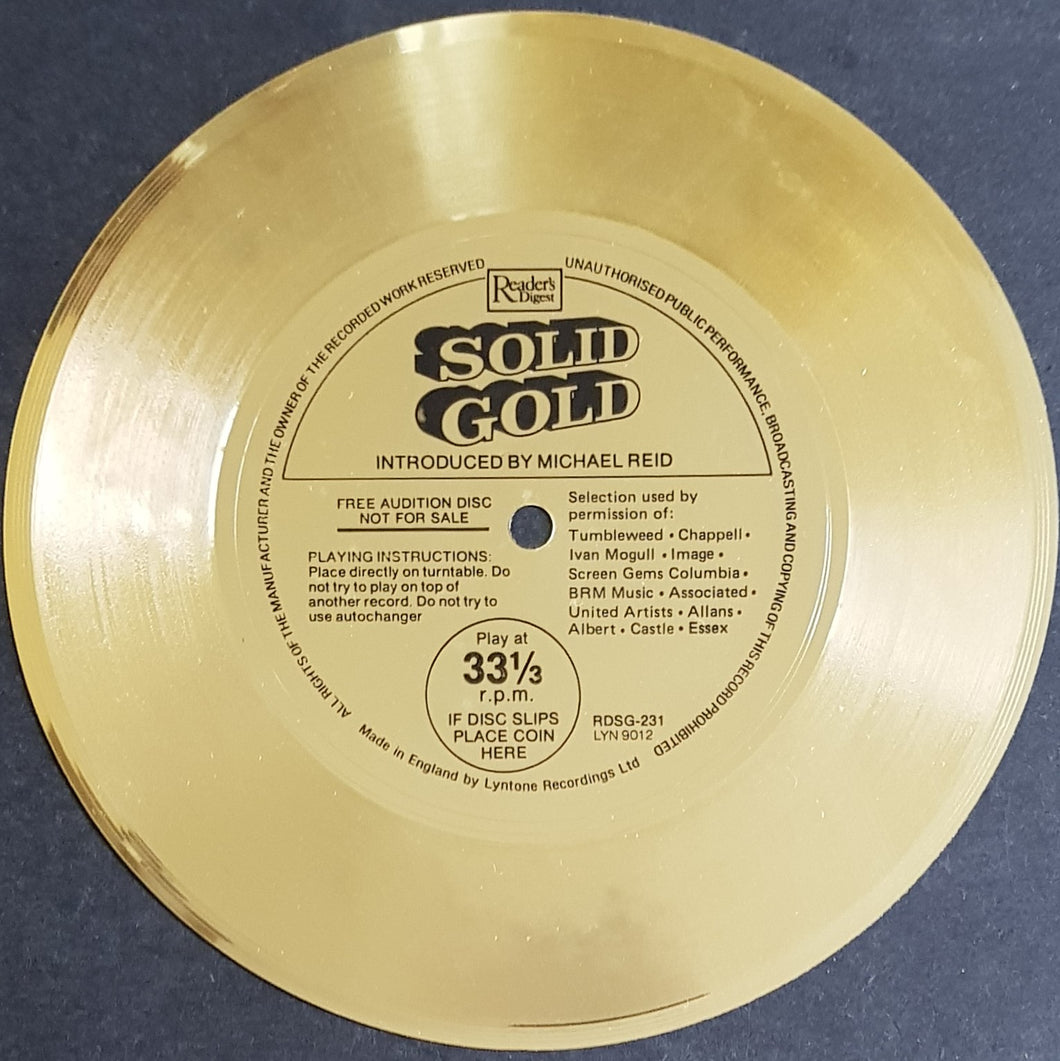 Reader's
Digest
SOLID
GOLD
INTRODUCED BY MICHAEL REID
FREE AUDITION DISC
NOT FOR SALE
PLAYING INSTRUCTIONS:
Place directly on turntable. Do
not try to play on top of
another record. Do not try to
use autochanger
Selection used by
permission of:
Tumbleweed • Chappell •
Ivan Mogull • Image •
Screen Gems Columbia •
BRM Music • Associated •
United Artists • Allans •
Albert • Castle • Essex
Play at
33⅓
r.p.m.
IF DISC SLIPS
PLACE COIN
HERE
RDSG-231
LYN 9012
ALL RIGHTS OF THE MANUFACTURER AND THE OWNER OF THE RECORDED WORK RESERVED
UNAUTHORISED PUBLIC PERFORMANCE, BROADCASTING AND COPYING OF THIS RECORD PROHIBITED
Made in England by Lyntone Recordings Ltd